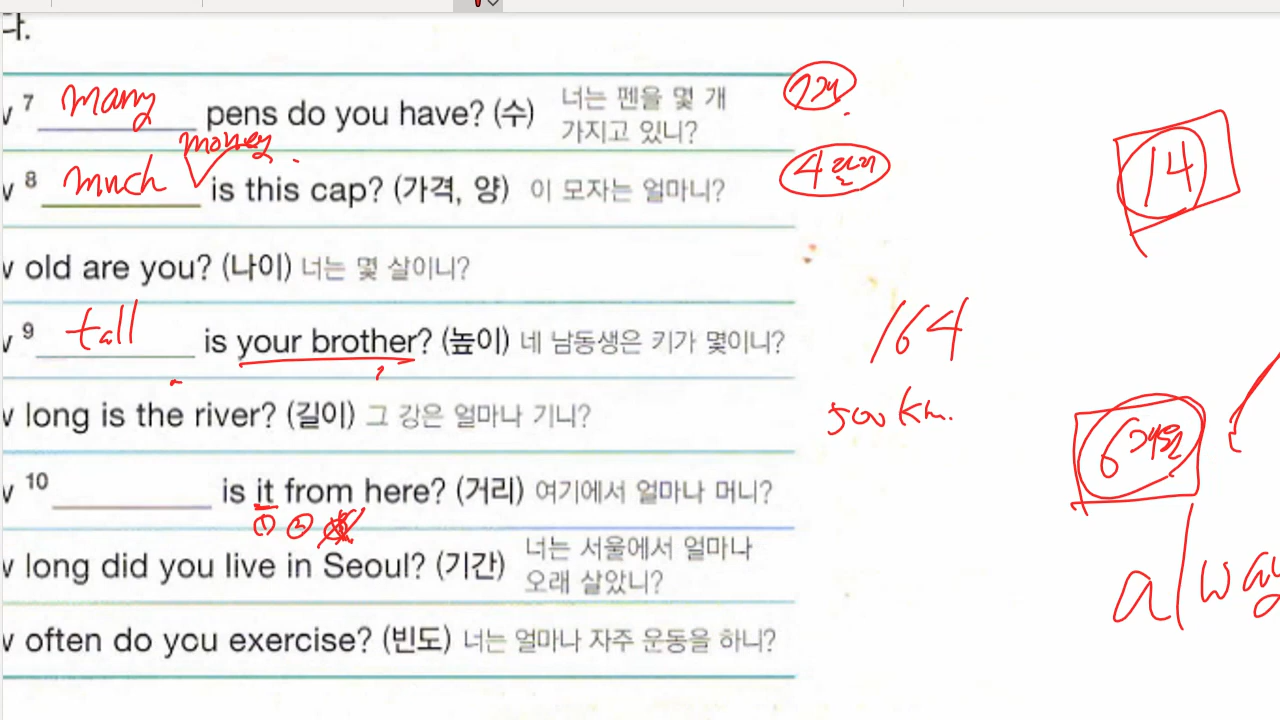 다.
w 7 many pens do you have? (수) 너는 펜을 몇 개
가지고 있니?
money
w 8 much is this cap? (가격, 양) 이 모자는 얼마니?
14
w old are you? (나이) 너는 몇 살이니?
w 9 tall is your brother? (높이) 네 남동생은 키가 몇이니?
164
w long is the river? (길이) 그 강은 얼마나 기니?
500 km.
w 10 is it from here? (거리) 여기에서 얼마나 머니?
① ②
6개월
w long did you live in Seoul? (기간) 너는 서울에서 얼마나
오래 살았니?
always
w often do you exercise? (빈도) 너는 얼마나 자주 운동을 하니?